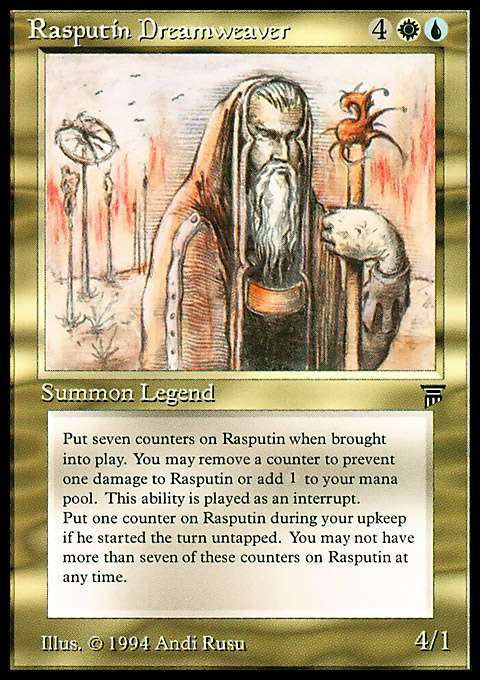 Rasputin Dreamweaver 4
Summon Legend
Put seven counters on Rasputin when brought
into play. You may remove a counter to prevent
one damage to Rasputin or add 1 to your mana
pool. This ability is played as an interrupt.
Put one counter on Rasputin during your upkeep
if he started the turn untapped. You may not have
more than seven of these counters on Rasputin at
any time.
Illus. © 1994 Andi Rusu 4/1